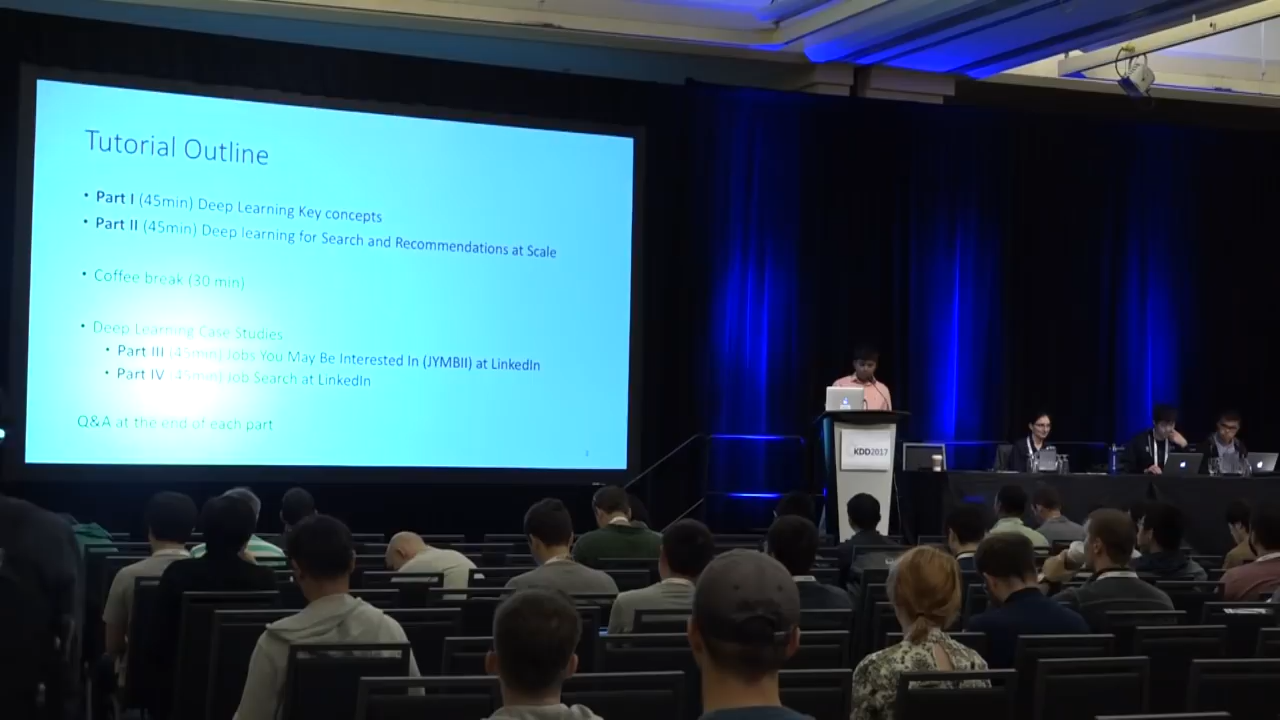 Tutorial Outline
• Part I (45min) Deep Learning Key concepts
• Part II (45min) Deep learning for Search and Recommendations at Scale
• Coffee break (30 min)
• Deep Learning Case Studies
• Part III (45min) Jobs You May Be Interested In (JYMBII) at LinkedIn
• Part IV (45min) Job Search at LinkedIn
Q&A at the end of each part
2
KDD2017